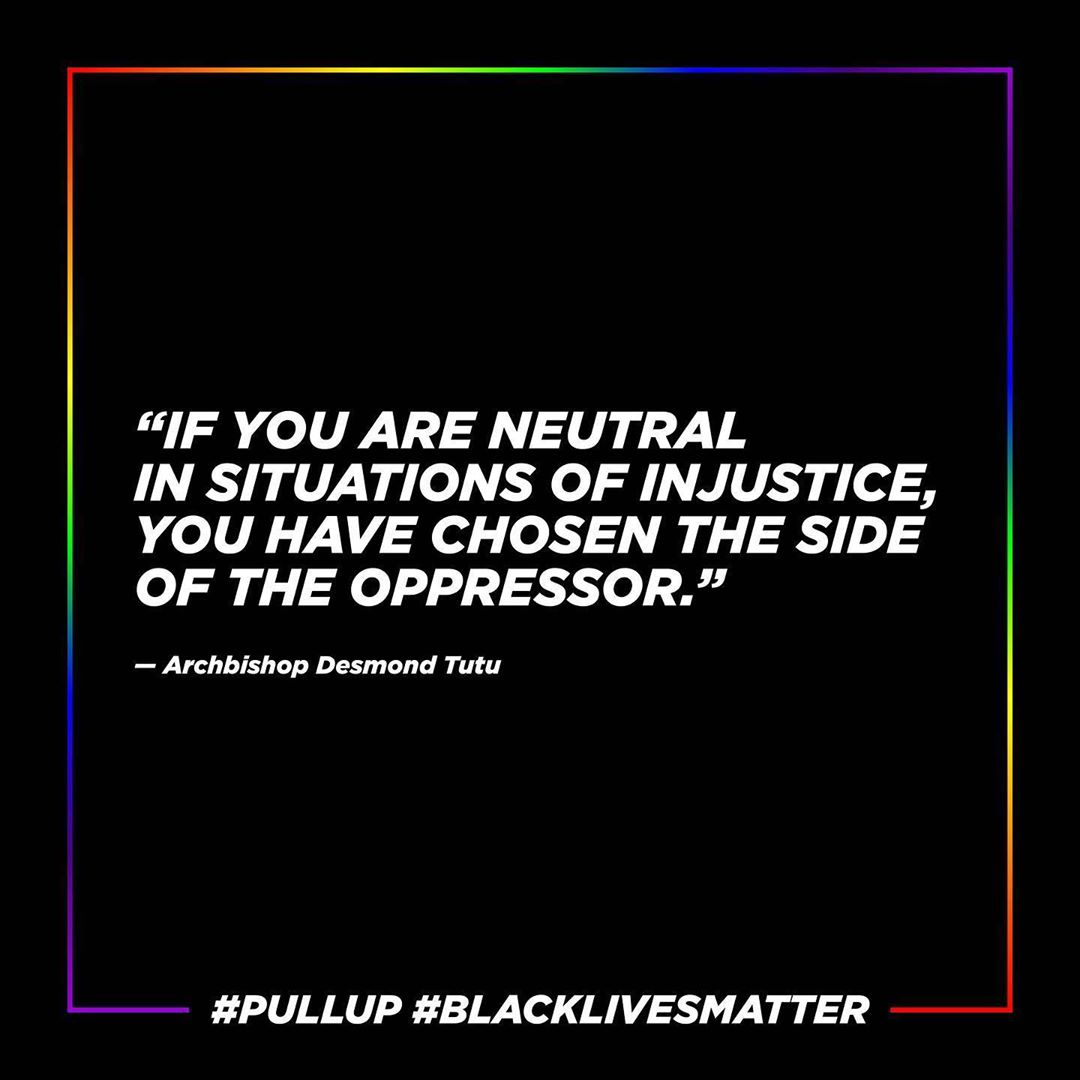 “IF YOU ARE NEUTRAL
IN SITUATIONS OF INJUSTICE,
YOU HAVE CHOSEN THE SIDE
OF THE OPPRESSOR.”
— Archbishop Desmond Tutu
#PULLUP #BLACKLIVESMATTER